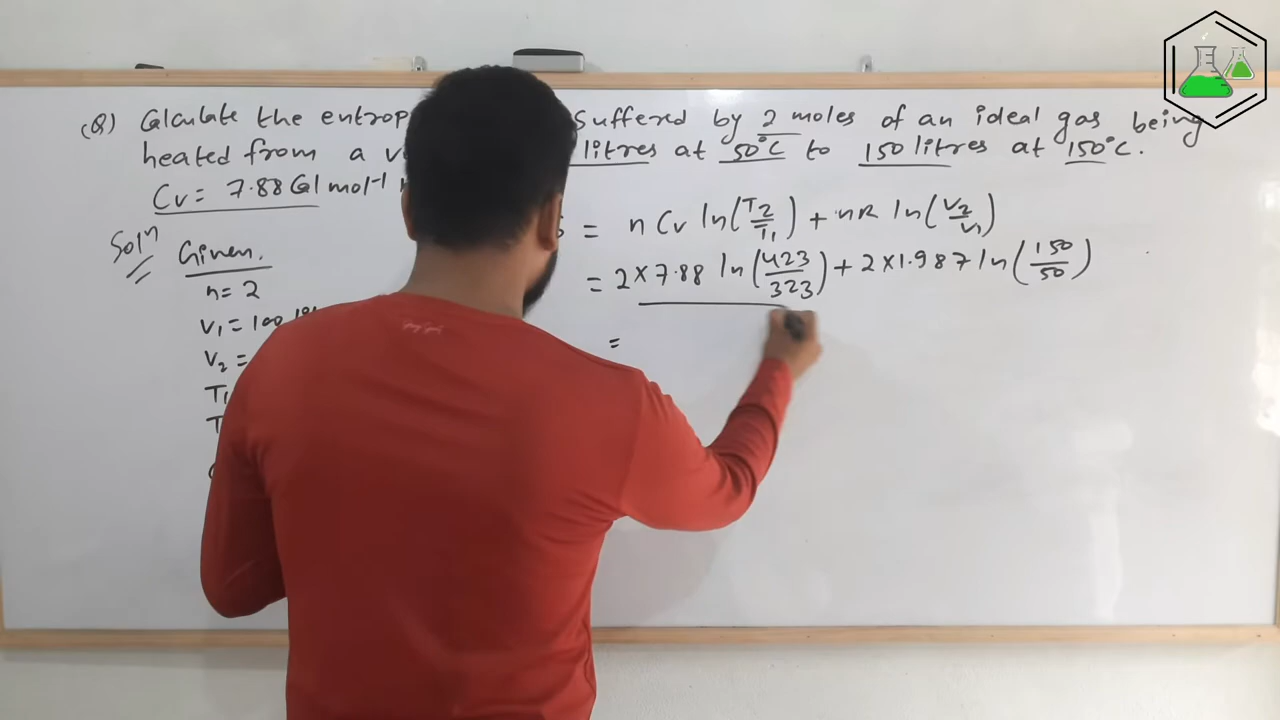 (Q) Calculate the entrop suffered by 2 moles of an ideal gas being
heated from a v litres at 50°C to 150 litres at 150°C.
Cv = 7.88 Cal mol⁻¹
Solⁿ
Given.
n = 2
V₁ = 100
V₂ =
T₁
T
= n Cv ln(T₂/T₁) + nR ln(V₂/V₁)
= 2 × 7.88 ln(423/323) + 2 × 1.987 ln(150/50)
=